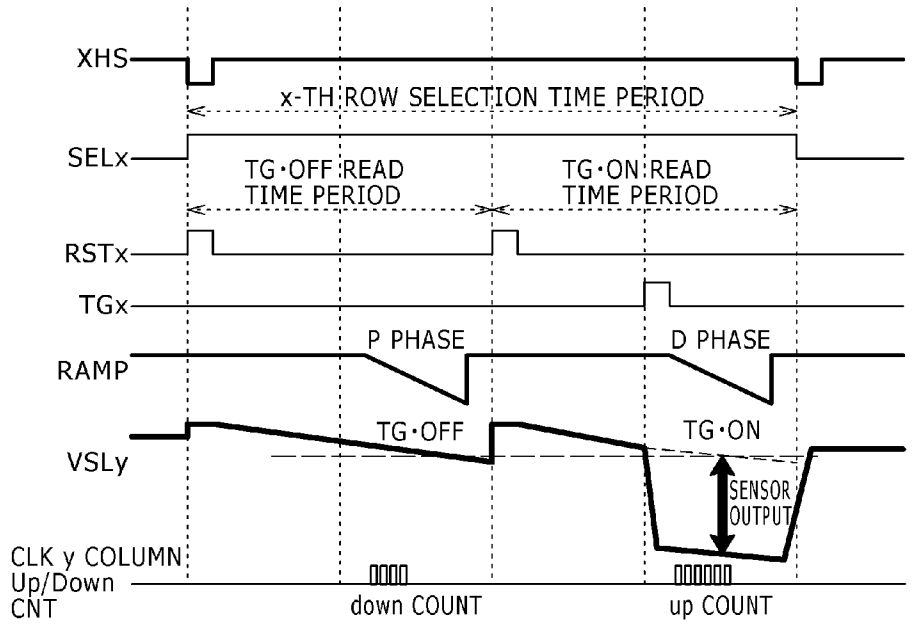 XHS
x-TH ROW SELECTION TIME PERIOD
SELx
TG·OFF READ
TIME PERIOD
TG·ON READ
TIME PERIOD
RSTx
TGx
P PHASE
D PHASE
RAMP
TG·OFF
TG·ON
VSLy
SENSOR
OUTPUT
CLK y COLUMN
Up/Down
CNT
down COUNT
up COUNT